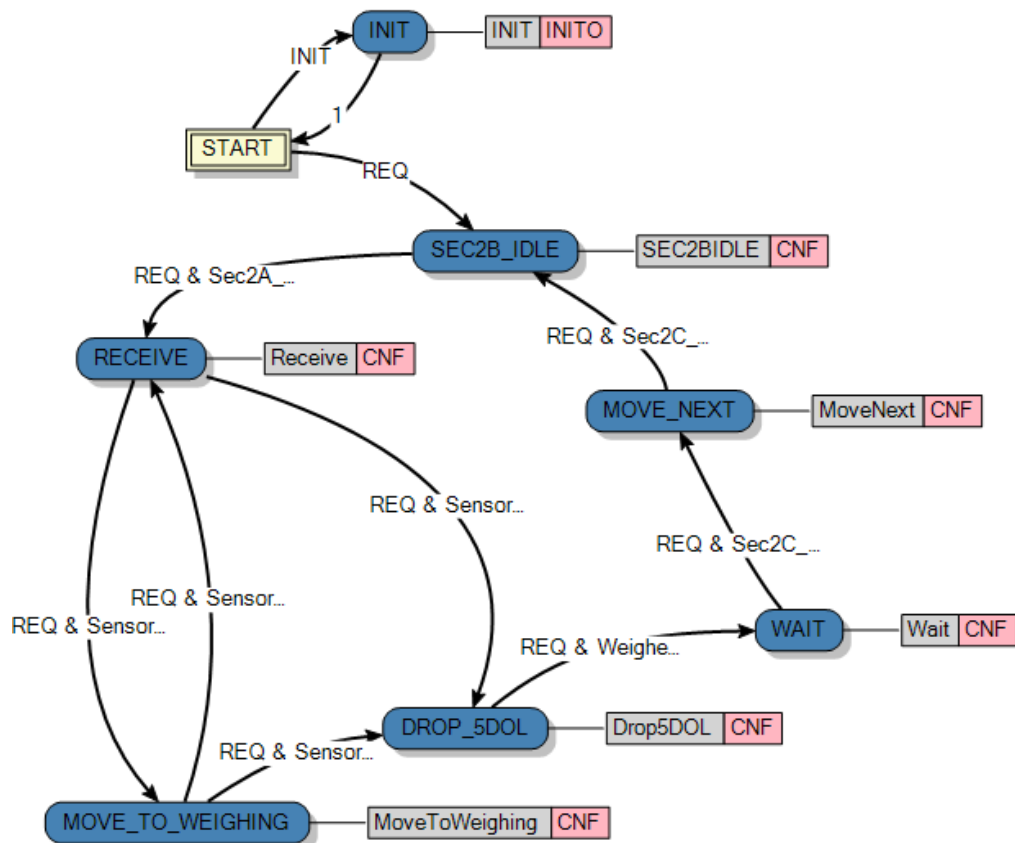 INIT
INIT INITO
INIT
1
START
REQ
SEC2B_IDLE
SEC2BIDLE CNF
REQ & Sec2A_...
REQ & Sec2C_...
RECEIVE
Receive CNF
MOVE_NEXT
MoveNext CNF
REQ & Sensor...
REQ & Sec2C_...
REQ & Sensor...
REQ & Sensor...
WAIT
Wait CNF
REQ & Weighe...
DROP_5DOL
Drop5DOL CNF
REQ & Sensor...
MOVE_TO_WEIGHING
MoveToWeighing CNF